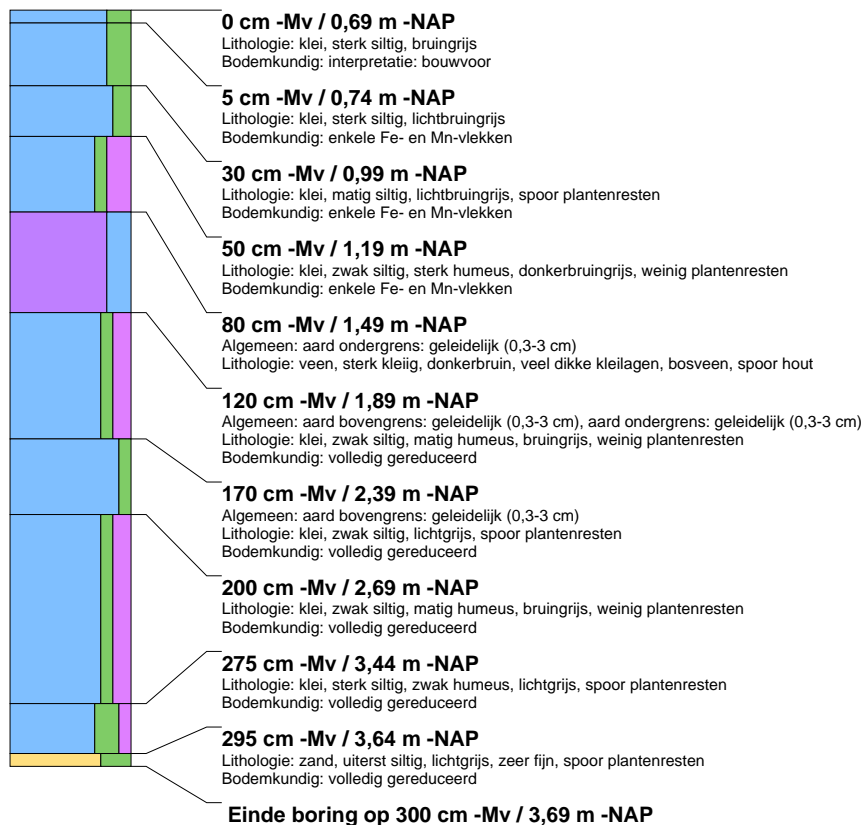 0 cm -Mv / 0,69 m -NAP
Lithologie: klei, sterk siltig, bruingrijs
Bodemkundig: interpretatie: bouwvoor
5 cm -Mv / 0,74 m -NAP
Lithologie: klei, sterk siltig, lichtbruingrijs
Bodemkundig: enkele Fe- en Mn-vlekken
30 cm -Mv / 0,99 m -NAP
Lithologie: klei, matig siltig, lichtbruingrijs, spoor plantenresten
Bodemkundig: enkele Fe- en Mn-vlekken
50 cm -Mv / 1,19 m -NAP
Lithologie: klei, zwak siltig, sterk humeus, donkerbruingrijs, weinig plantenresten
Bodemkundig: enkele Fe- en Mn-vlekken
80 cm -Mv / 1,49 m -NAP
Algemeen: aard ondergrens: geleidelijk (0,3-3 cm)
Lithologie: veen, sterk kleiig, donkerbruin, veel dikke kleilagen, bosveen, spoor hout
120 cm -Mv / 1,89 m -NAP
Algemeen: aard bovengrens: geleidelijk (0,3-3 cm), aard ondergrens: geleidelijk (0,3-3 cm)
Lithologie: klei, zwak siltig, matig humeus, bruingrijs, weinig plantenresten
Bodemkundig: volledig gereduceerd
170 cm -Mv / 2,39 m -NAP
Algemeen: aard bovengrens: geleidelijk (0,3-3 cm)
Lithologie: klei, zwak siltig, lichtgrijs, spoor plantenresten
Bodemkundig: volledig gereduceerd
200 cm -Mv / 2,69 m -NAP
Lithologie: klei, zwak siltig, matig humeus, bruingrijs, weinig plantenresten
Bodemkundig: volledig gereduceerd
275 cm -Mv / 3,44 m -NAP
Lithologie: klei, sterk siltig, zwak humeus, lichtgrijs, spoor plantenresten
Bodemkundig: volledig gereduceerd
295 cm -Mv / 3,64 m -NAP
Lithologie: zand, uiterst siltig, lichtgrijs, zeer fijn, spoor plantenresten
Bodemkundig: volledig gereduceerd
Einde boring op 300 cm -Mv / 3,69 m -NAP